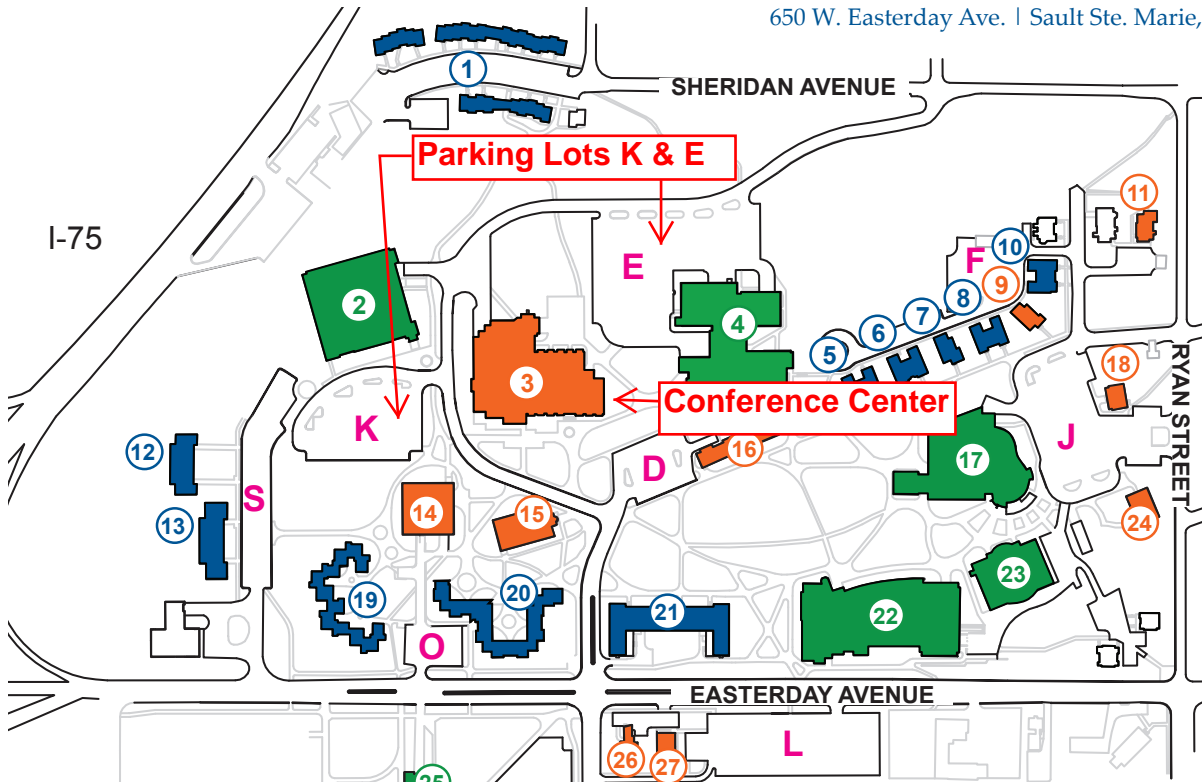 650 W. Easterday Ave. | Sault Ste. Marie,
1
SHERIDAN AVENUE
Parking Lots K & E
11
I-75
10
E
F
9
2
8
4
7
6
5
RYAN STREET
18
3
Conference Center
K
J
12
16
17
D
S
14
15
13
24
23
19
20
21
22
O
EASTERDAY AVENUE
L
26
27
25